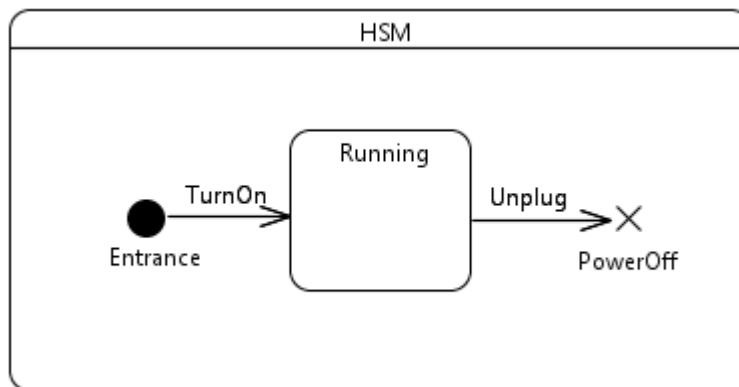 HSM
Running
TurnOn
Unplug
Entrance
PowerOff